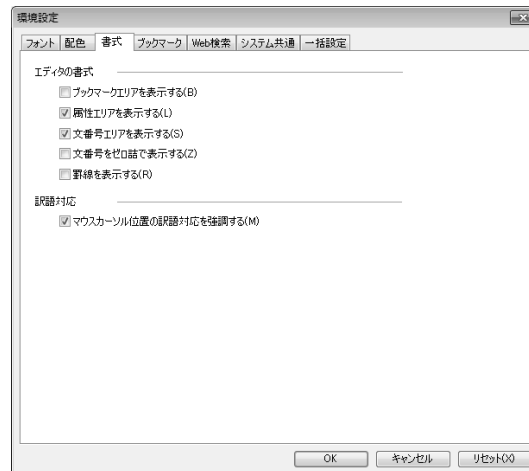 環境設定
フォント 配色 書式 ブックマーク Web検索 システム共通 一括設定
エディタの書式
ブックマークエリアを表示する(B)
属性エリアを表示する(L)
文番号エリアを表示する(S)
文番号をゼロ詰で表示する(Z)
罫線を表示する(R)
訳語対応
マウスカーソル位置の訳語対応を強調する(M)
OK キャンセル リセット(X)